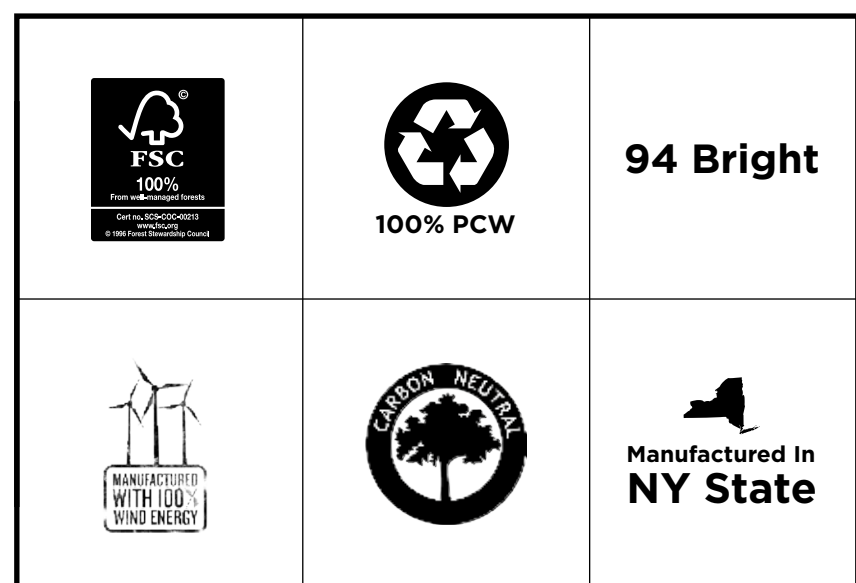 ©
FSC
100%
From well-managed forests
Cert no. SCS-COC-00213
www.fsc.org
© 1996 Forest Stewardship Council
100% PCW
94 Bright
MANUFACTURED
WITH 100%
WIND ENERGY
CARBON NEUTRAL
Manufactured In
NY State